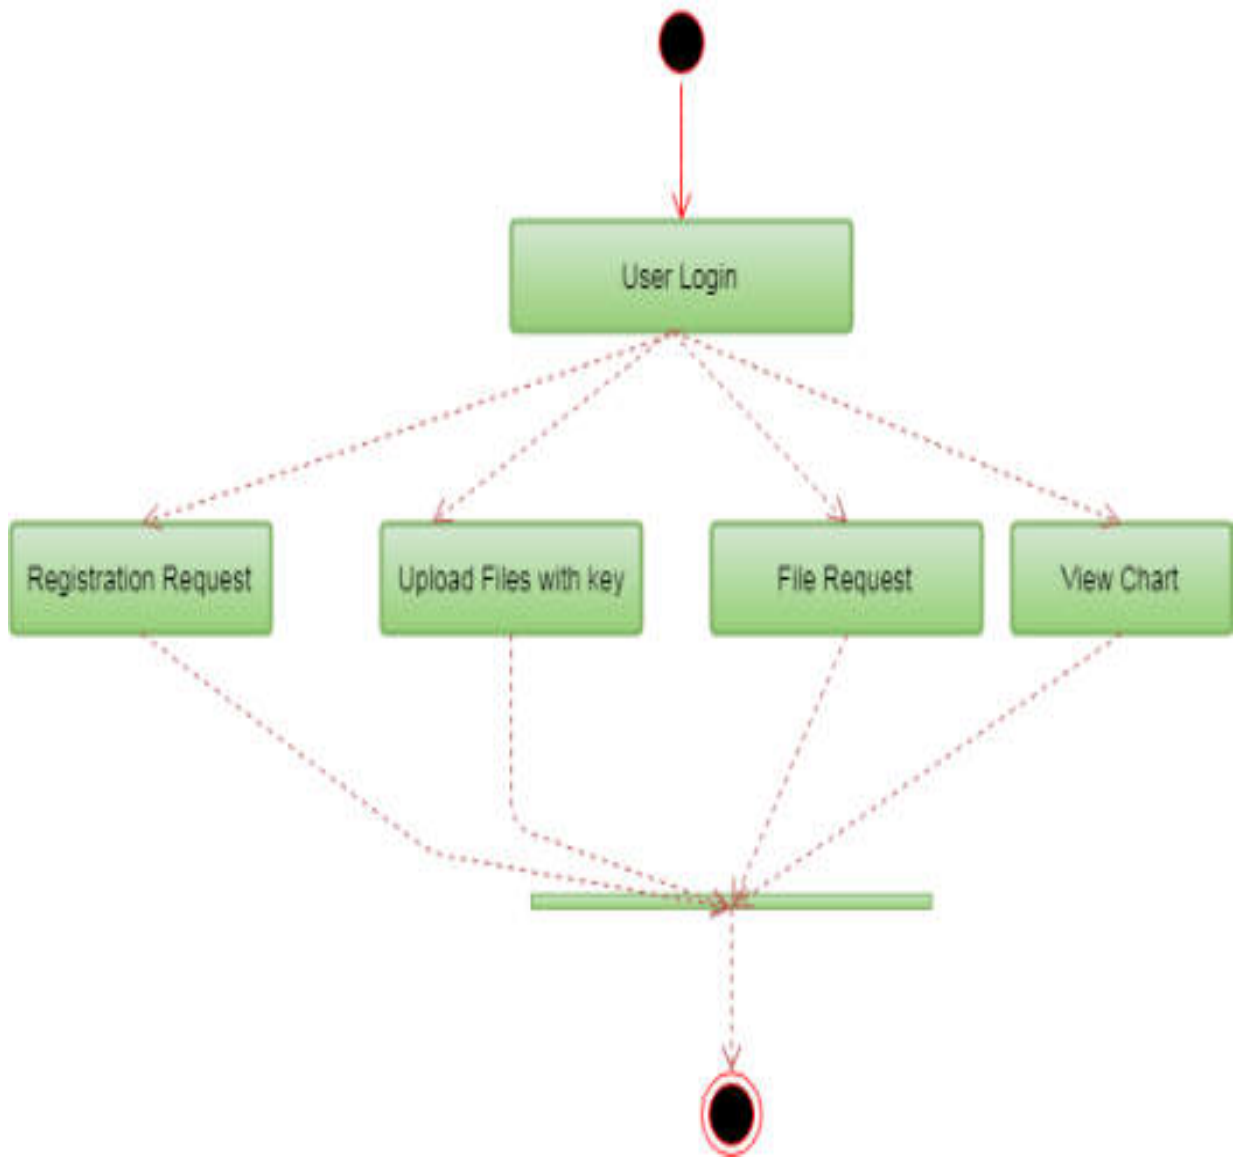 User Login
Registration Request
Upload Files with key
File Request
View Chart